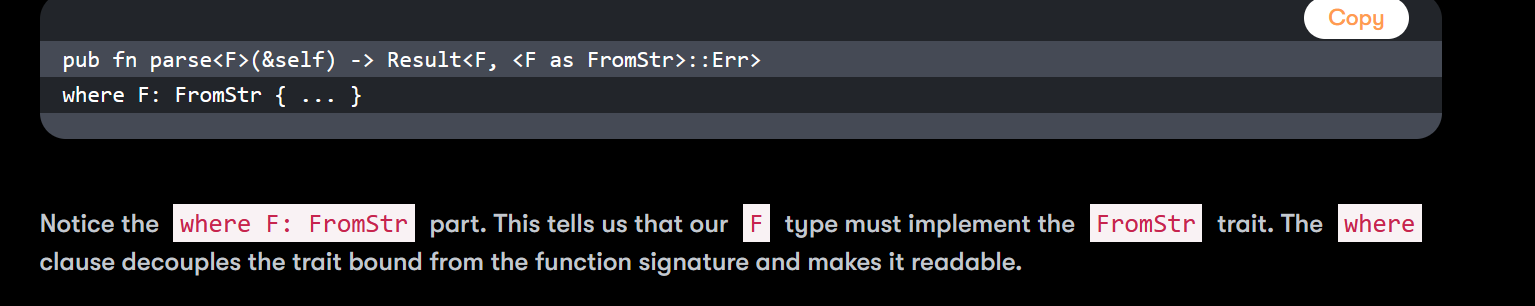 Copy
pub fn parse<F>(&self) -> Result<F, <F as FromStr>::Err>
where F: FromStr { ... }
Notice the where F: FromStr part. This tells us that our F type must implement the FromStr trait. The where
clause decouples the trait bound from the function signature and makes it readable.